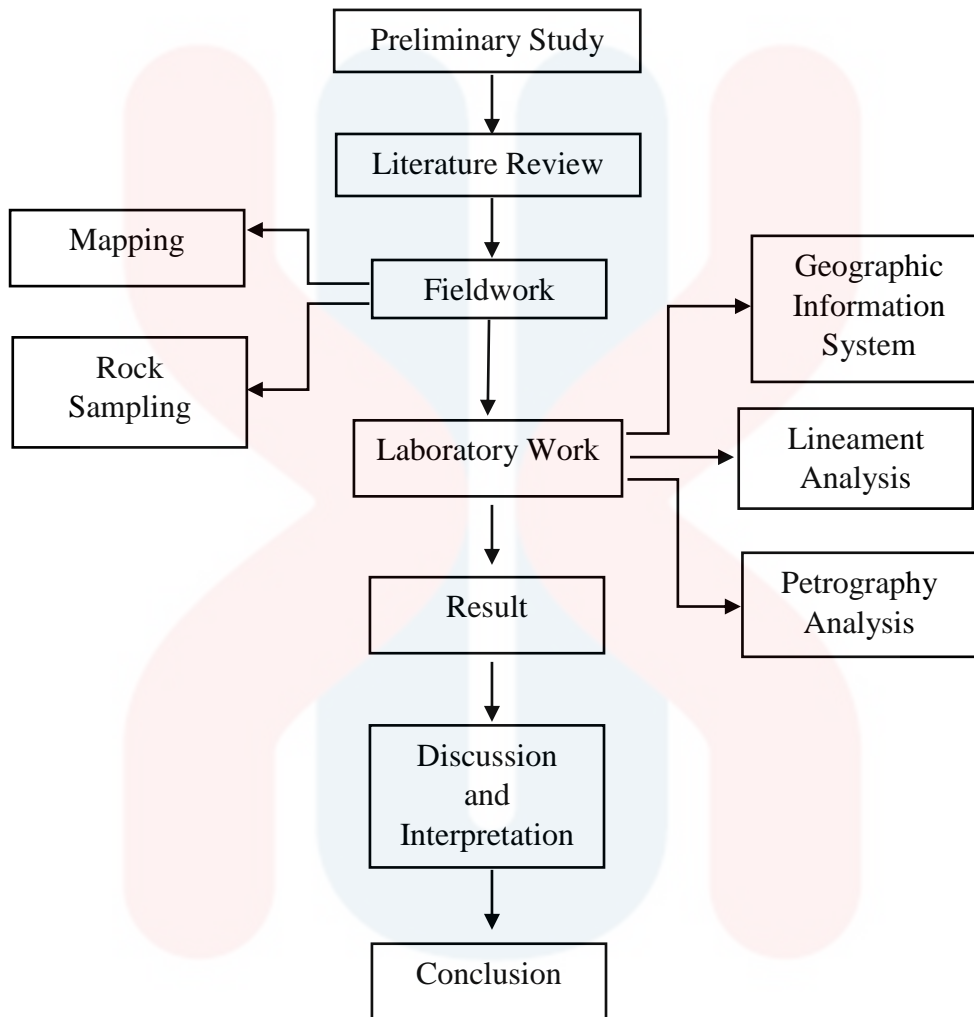 Preliminary Study
Literature Review
Mapping
Fieldwork
Geographic
Information
System
Rock
Sampling
Laboratory Work
Lineament
Analysis
Petrography
Analysis
Result
Discussion
and
Interpretation
Conclusion